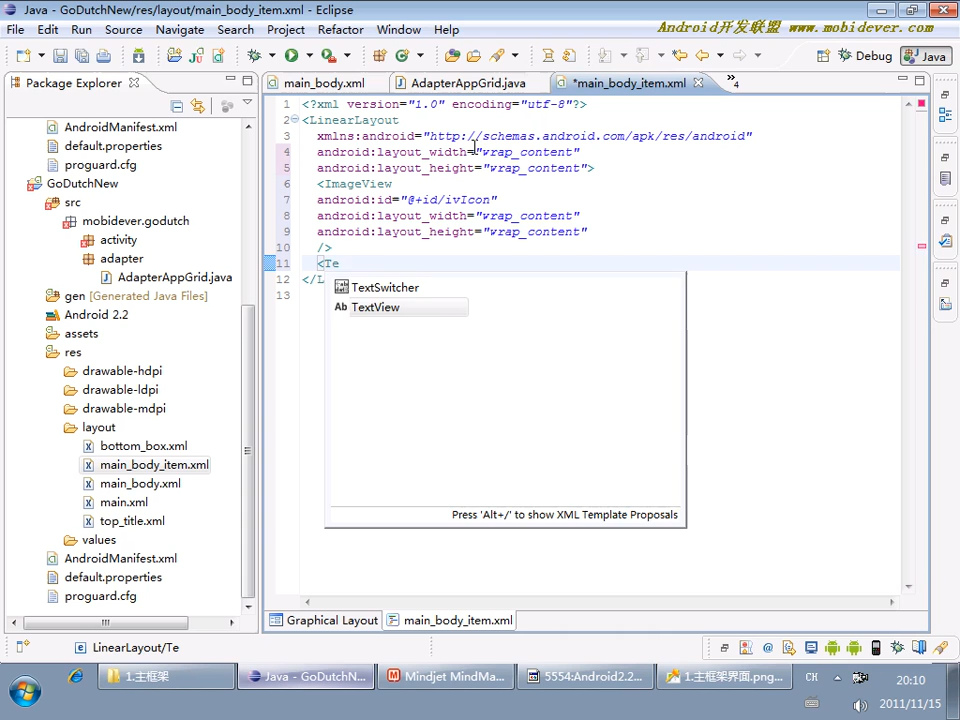 Java - GoDutchNew/res/layout/main_body_item.xml - Eclipse
File Edit Run Source Navigate Search Project Refactor Window Help
Android开发联盟
www.mobidever.com
Debug Java
Package Explorer
main_body.xml AdapterAppGrid.java *main_body_item.xml »4
AndroidManifest.xml
default.properties
proguard.cfg
GoDutchNew
src
mobidever.godutch
activity
adapter
AdapterAppGrid.java
gen [Generated Java Files]
Android 2.2
assets
res
drawable-hdpi
drawable-ldpi
drawable-mdpi
layout
bottom_box.xml
main_body_item.xml
main_body.xml
main.xml
top_title.xml
values
AndroidManifest.xml
default.properties
proguard.cfg
1 <?xml version="1.0" encoding="utf-8"?>
2 <LinearLayout
3 xmlns:android="http://schemas.android.com/apk/res/android"
4 android:layout_width="wrap_content"
5 android:layout_height="wrap_content">
6 <ImageView
7 android:id="@+id/ivIcon"
8 android:layout_width="wrap_content"
9 android:layout_height="wrap_content"
10 />
11 <Te
12 </L
13
TextSwitcher
Ab TextView
Press 'Alt+/' to show XML Template Proposals
Graphical Layout main_body_item.xml
LinearLayout/Te
1.主框架 Java - GoDutchN... Mindjet MindMa... 5554:Android2.2... 1.主框架界面.png... CH
20:10
2011/11/15